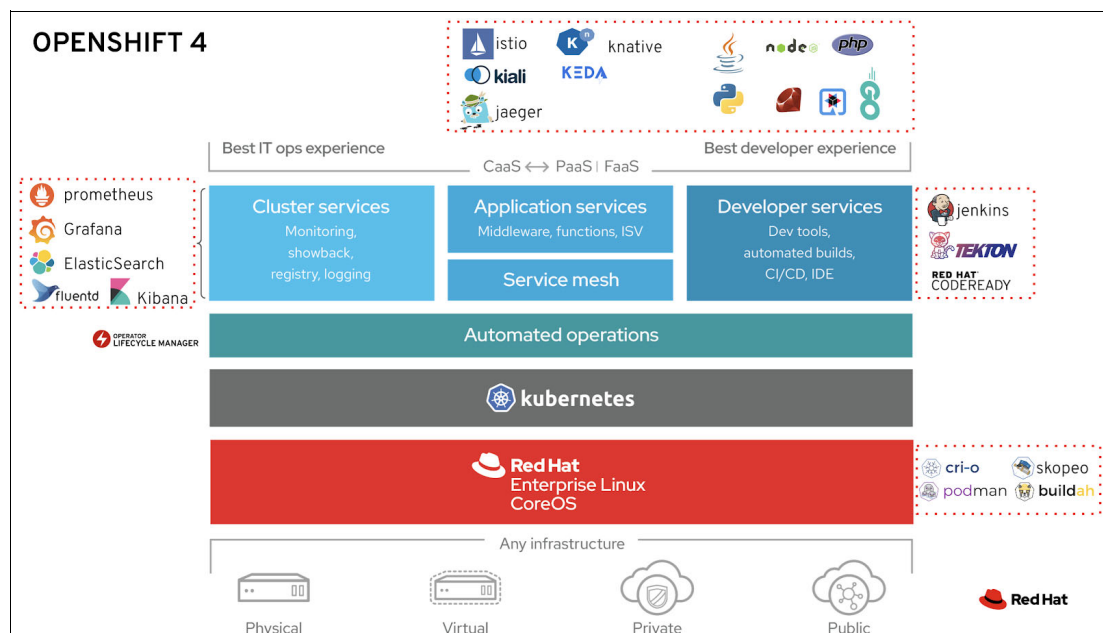 OPENSHIFT 4
istio
knative
kiali
KEDA
jaeger
Java
node
JS
php
GO
Best IT ops experience
Best developer experience
CaaS ↔ PaaS | FaaS
prometheus
Grafana
ElasticSearch
fluentd
Kibana
Cluster services
Monitoring,
showback,
registry, logging
Application services
Middleware, functions, ISV
Service mesh
Developer services
Dev tools,
automated builds,
CI/CD, IDE
jenkins
TEKTON
RED HAT
CODEREADY
OPERATOR
LIFECYCLE MANAGER
Automated operations
kubernetes
Red Hat
Enterprise Linux
CoreOS
cri-o
skopeo
podman
buildah
Any infrastructure
Physical
Virtual
Private
Public
Red Hat